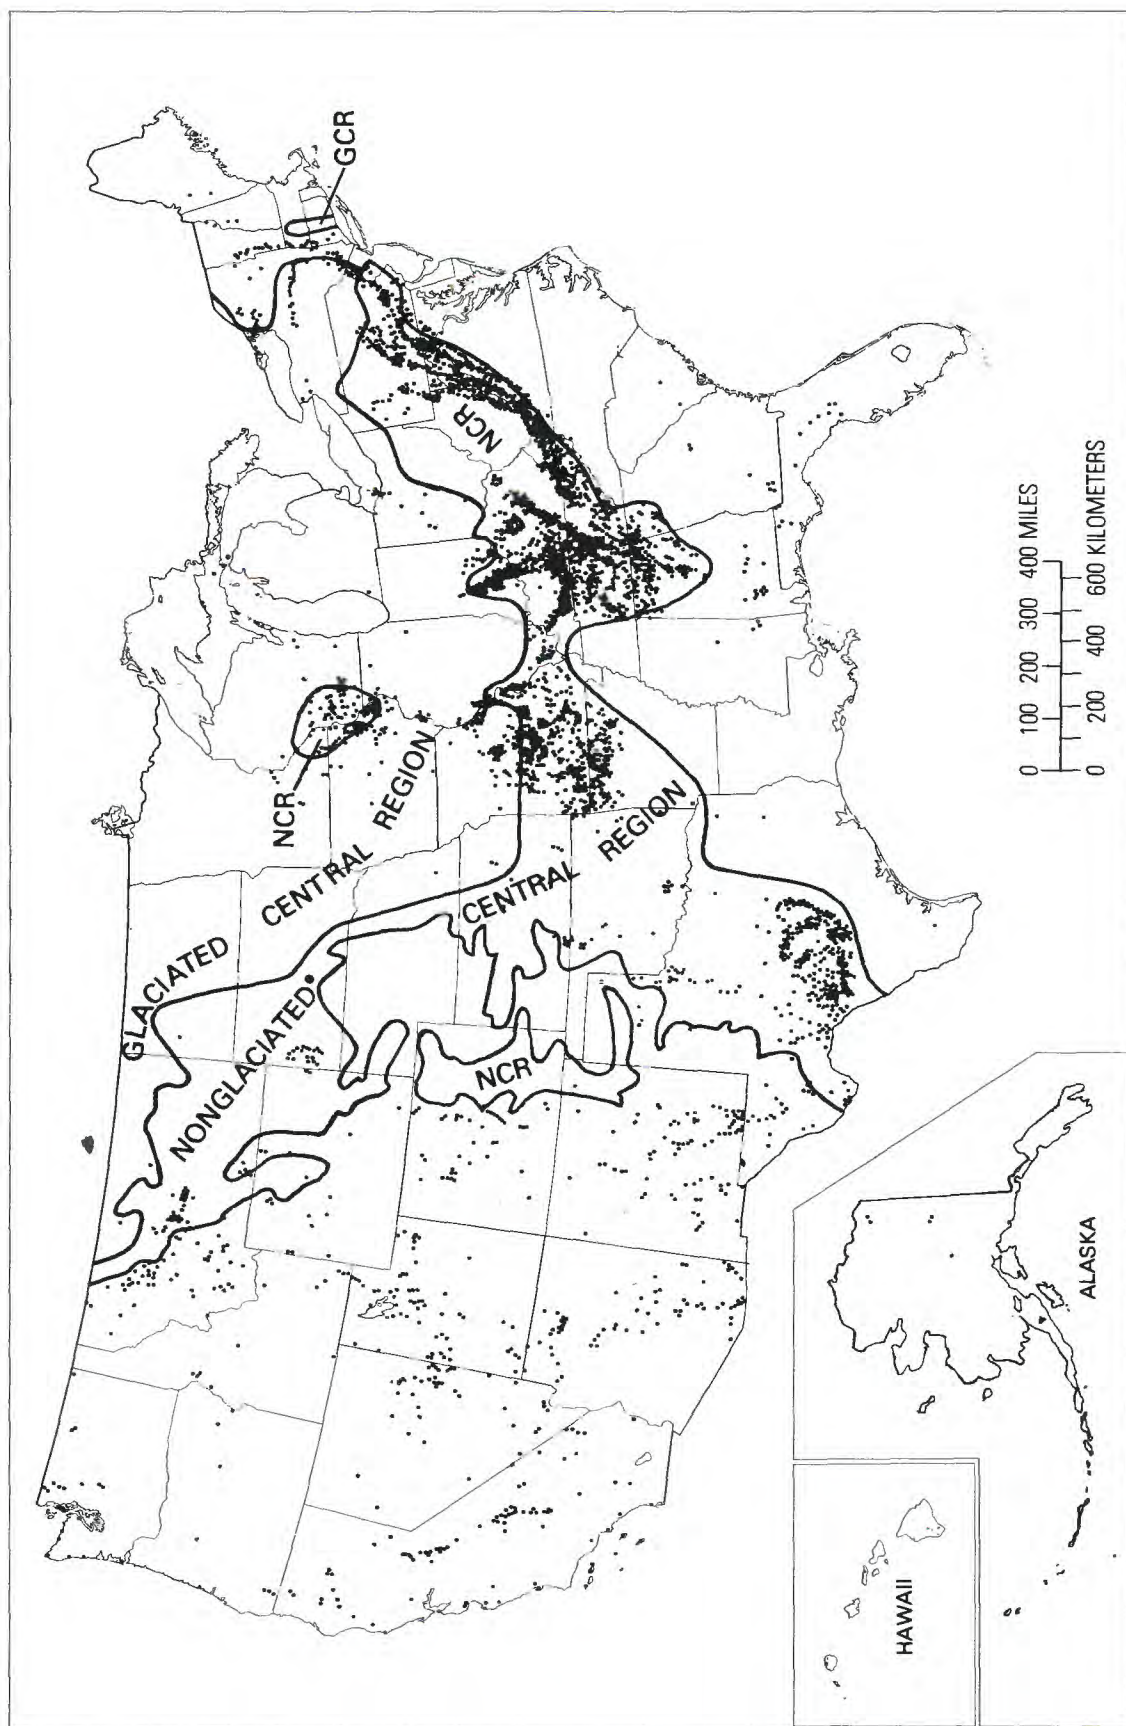 GLACIATED CENTRAL REGION
NONGLACIATED CENTRAL REGION
NCR
NCR
NCR
GCR
0 100 200 300 400 MILES
0 200 400 600 KILOMETERS
HAWAII
ALASKA